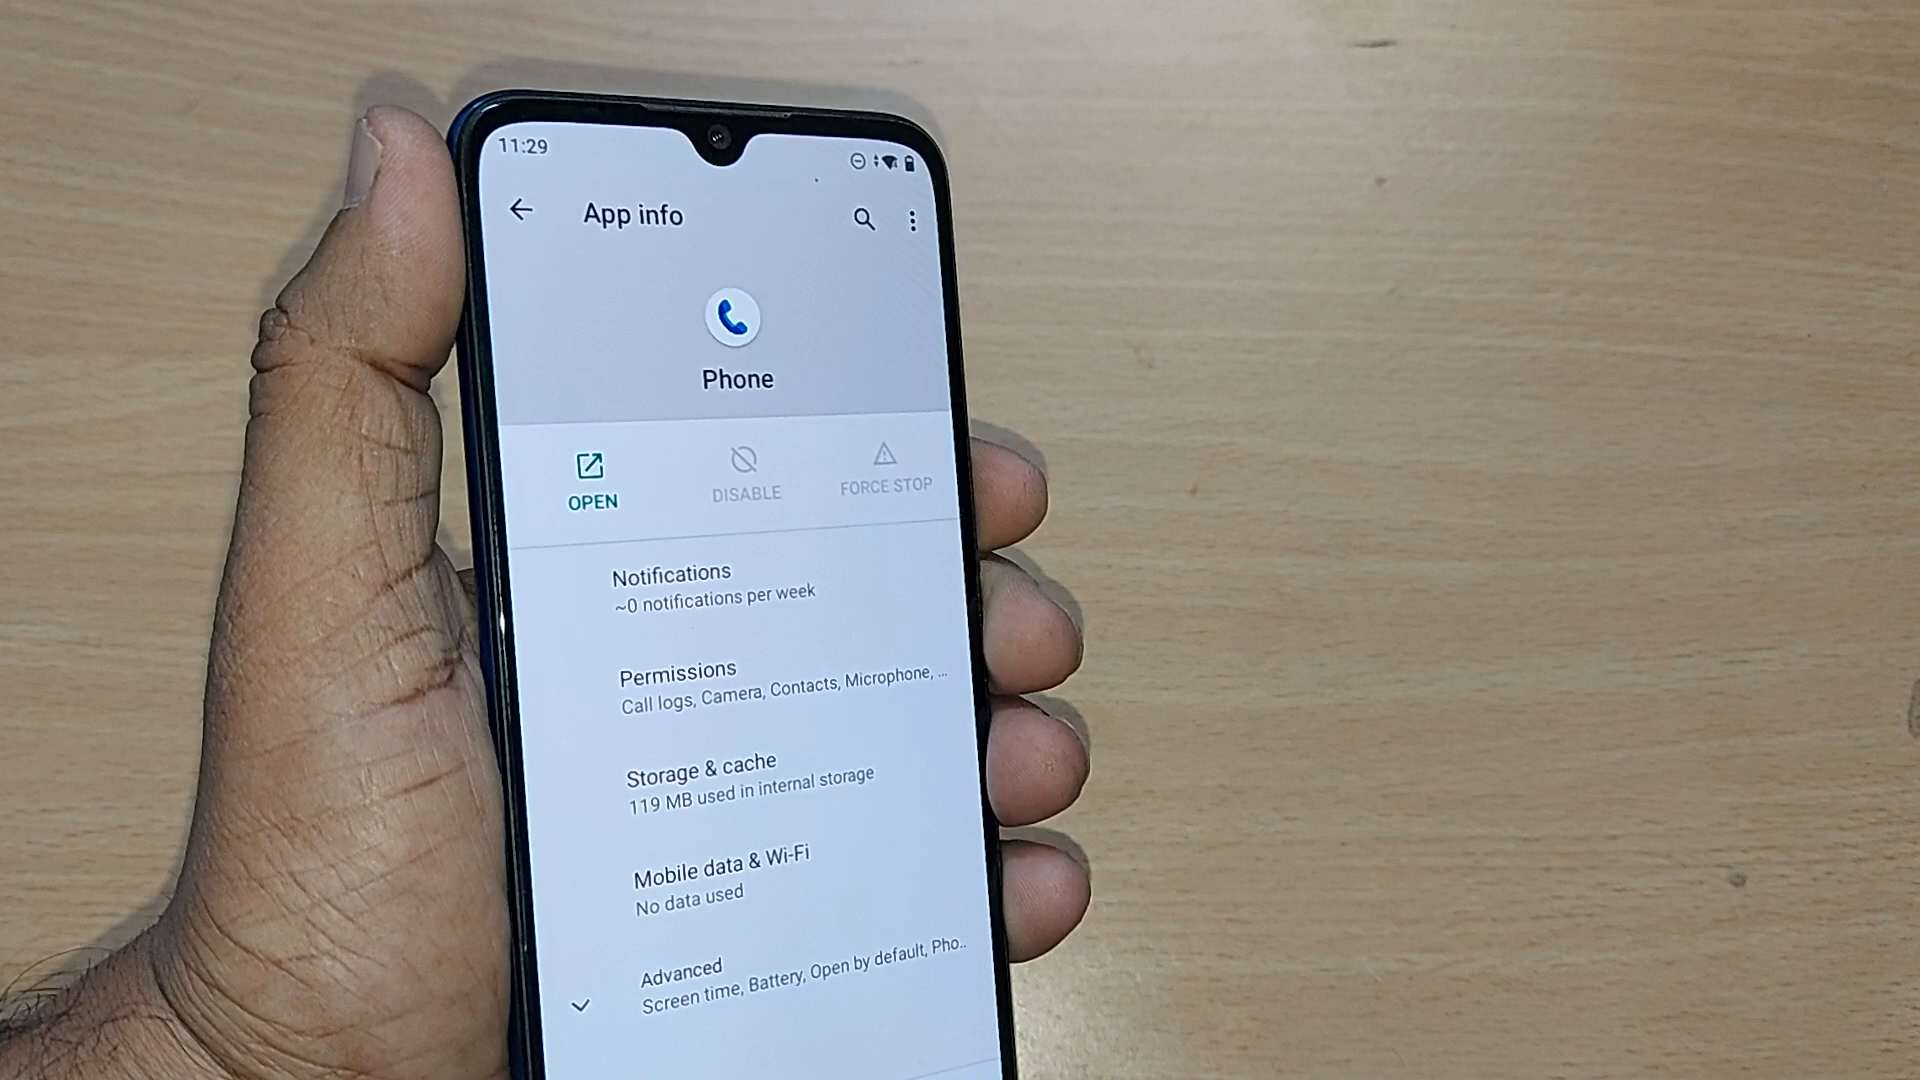 11:29
App info
Phone
OPEN
DISABLE
FORCE STOP
Notifications
~0 notifications per week
Permissions
Call logs, Camera, Contacts, Microphone, ...
Storage & cache
119 MB used in internal storage
Mobile data & Wi-Fi
No data used
Advanced
Screen time, Battery, Open by default, Pho..